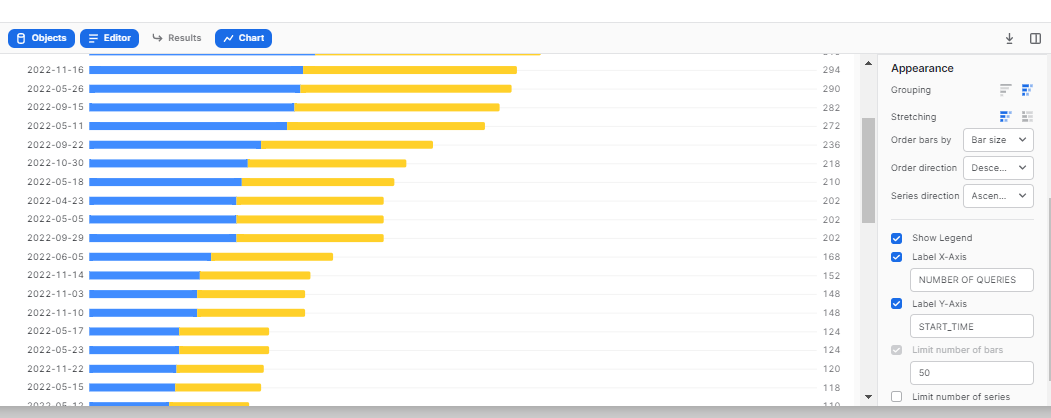 Objects Editor Results Chart
2022-11-16 294
2022-05-26 290
2022-09-15 282
2022-05-11 272
2022-09-22 236
2022-10-30 218
2022-05-18 210
2022-04-23 202
2022-05-05 202
2022-09-29 202
2022-06-05 168
2022-11-14 152
2022-11-03 148
2022-11-10 148
2022-05-17 124
2022-05-23 124
2022-11-22 120
2022-05-15 118
2022-05-12 110
Appearance
Grouping
Stretching
Order bars by Bar size
Order direction Desce...
Series direction Ascen...
Show Legend
Label X-Axis
NUMBER OF QUERIES
Label Y-Axis
START_TIME
Limit number of bars
50
Limit number of series